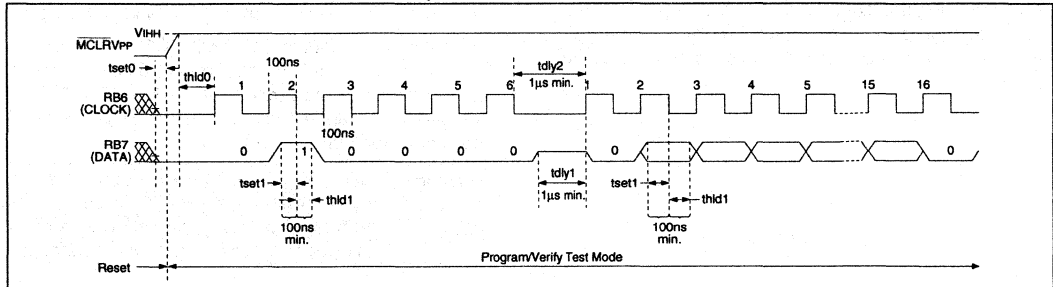 VIHH
MCLRVPP
tset0
thld0
100ns
tdly2
1µs min.
1 2 3 4 5 6 1 2 3 4 5 15 16
RB6
(CLOCK)
100ns
RB7
(DATA)
0 1 0 0 0 0 0 0
tset1
thld1
tdly1
1µs min.
tset1
thld1
100ns
min.
100ns
min.
Reset
Program/Verify Test Mode